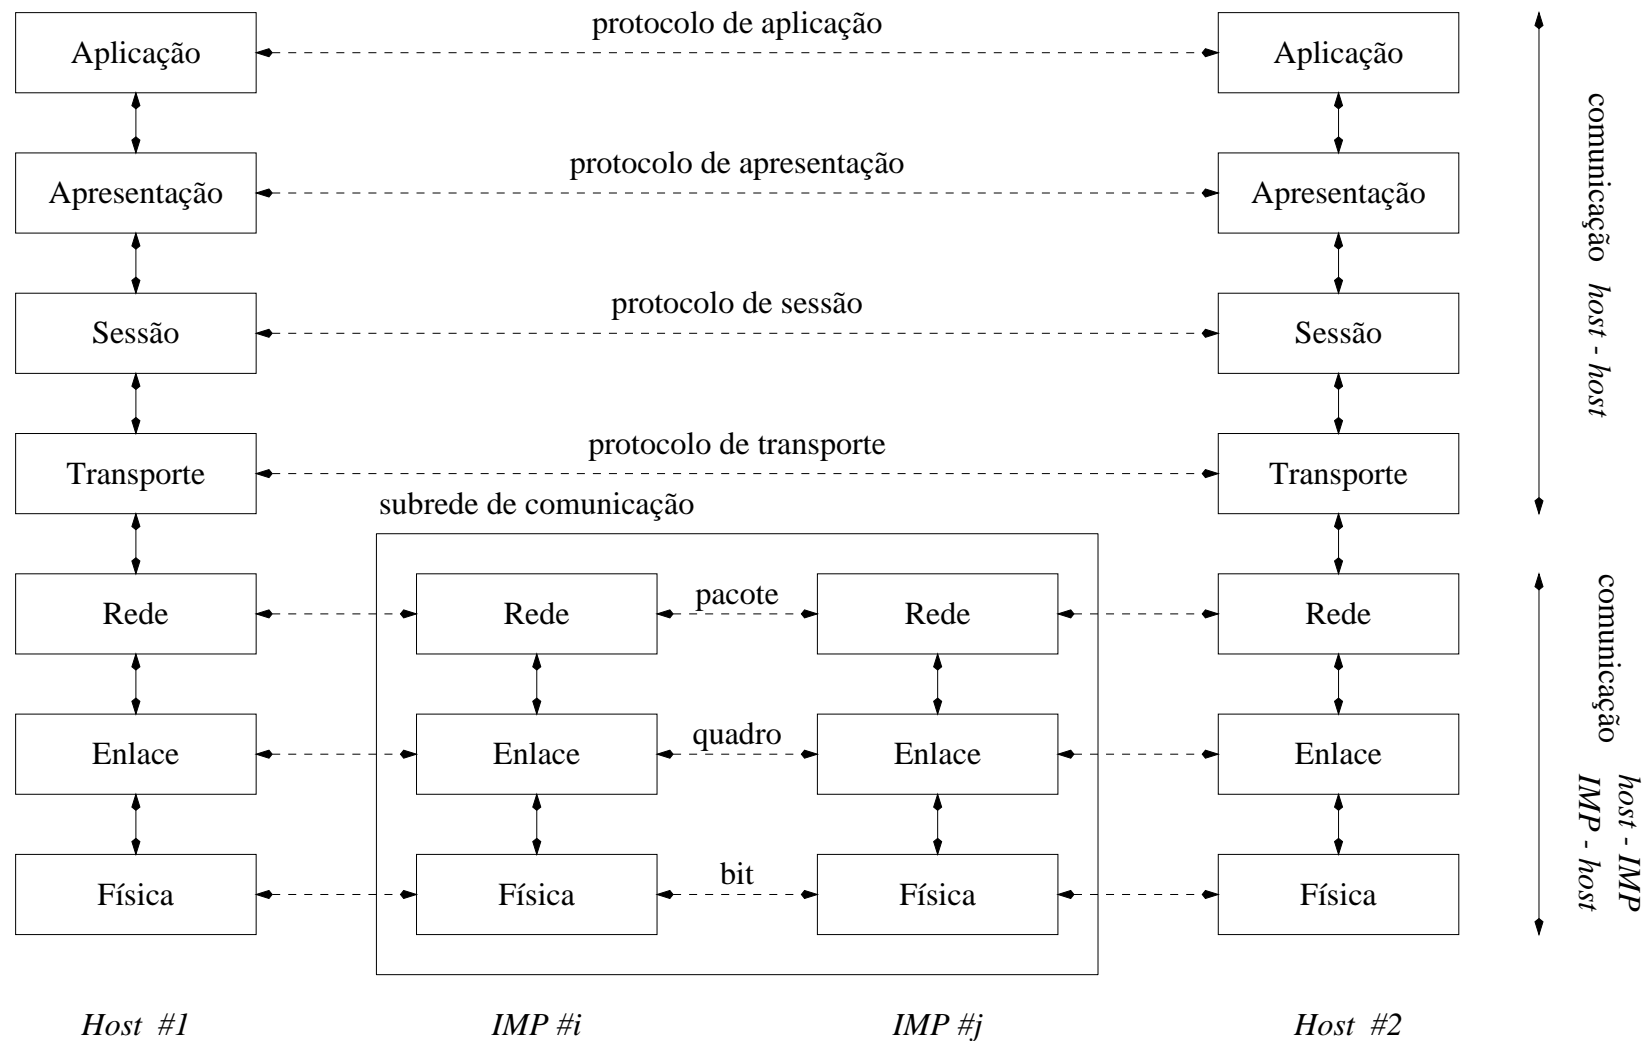 protocolo de aplicação
Aplicação
Aplicação
protocolo de apresentação
Apresentação
Apresentação
protocolo de sessão
Sessão
Sessão
protocolo de transporte
Transporte
Transporte
subrede de comunicação
Rede
Rede
pacote
Rede
Rede
Enlace
Enlace
quadro
Enlace
Enlace
Física
Física
bit
Física
Física
Host #1
IMP #i
IMP #j
Host #2
comunicação host - host
comunicação
host - IMP
IMP - host